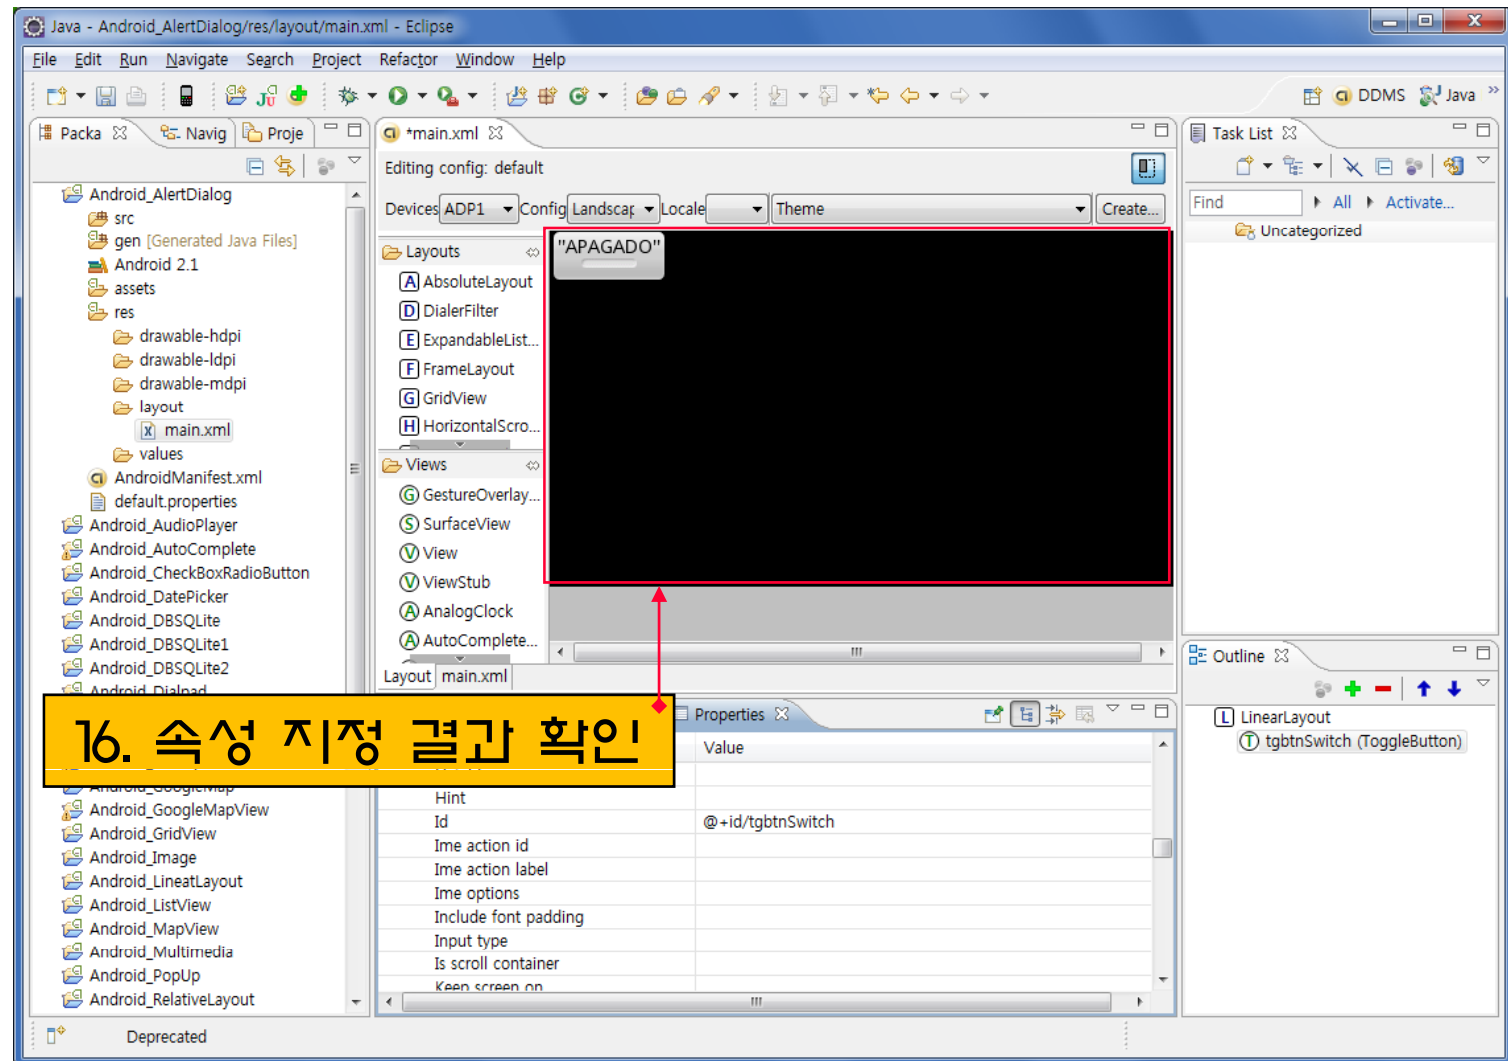 Java - Android_AlertDialog/res/layout/main.xml - Eclipse
File Edit Run Navigate Search Project Refactor Window Help
DDMS Java »
Packa Navig Proje
Android_AlertDialog
src
gen [Generated Java Files]
Android 2.1
assets
res
drawable-hdpi
drawable-ldpi
drawable-mdpi
layout
main.xml
values
AndroidManifest.xml
default.properties
Android_AudioPlayer
Android_AutoComplete
Android_CheckBoxRadioButton
Android_DatePicker
Android_DBSQLite
Android_DBSQLite1
Android_DBSQLite2
Android_Dialpad
Android_GoogleMap
Android_GoogleMapView
Android_GridView
Android_Image
Android_LineatLayout
Android_ListView
Android_MapView
Android_Multimedia
Android_PopUp
Android_RelativeLayout
*main.xml
Editing config: default
Devices ADP1 Config Landscap Locale Theme Create...
Layouts
A AbsoluteLayout
D DialerFilter
E ExpandableList...
F FrameLayout
G GridView
H HorizontalScro...
Views
G GestureOverlay...
S SurfaceView
V View
V ViewStub
A AnalogClock
A AutoComplete...
"APAGADO"
Layout main.xml
16. 속성 지정 결과 확인
Properties
Value
Hint
Id @+id/tgbtnSwitch
Ime action id
Ime action label
Ime options
Include font padding
Input type
Is scroll container
Keep screen on
Task List
Find All Activate...
Uncategorized
Outline
L LinearLayout
T tgbtnSwitch (ToggleButton)
Deprecated